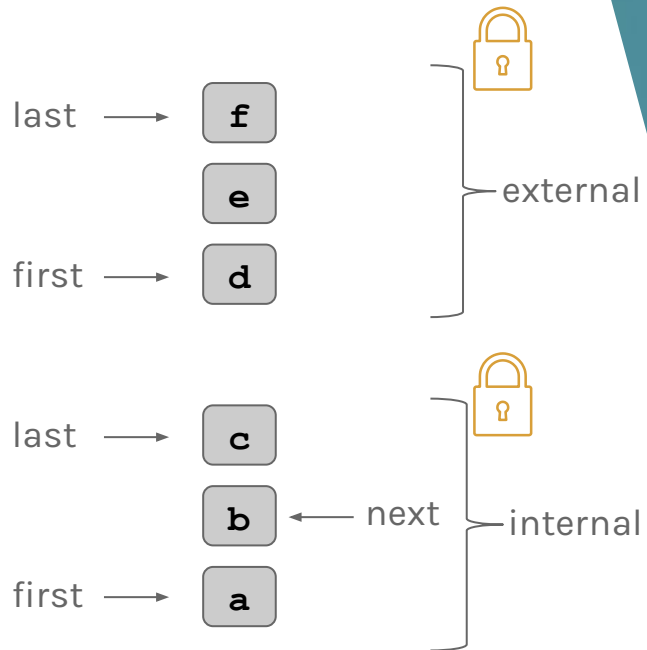 last f
e
external
first d
last c
b next
internal
first a